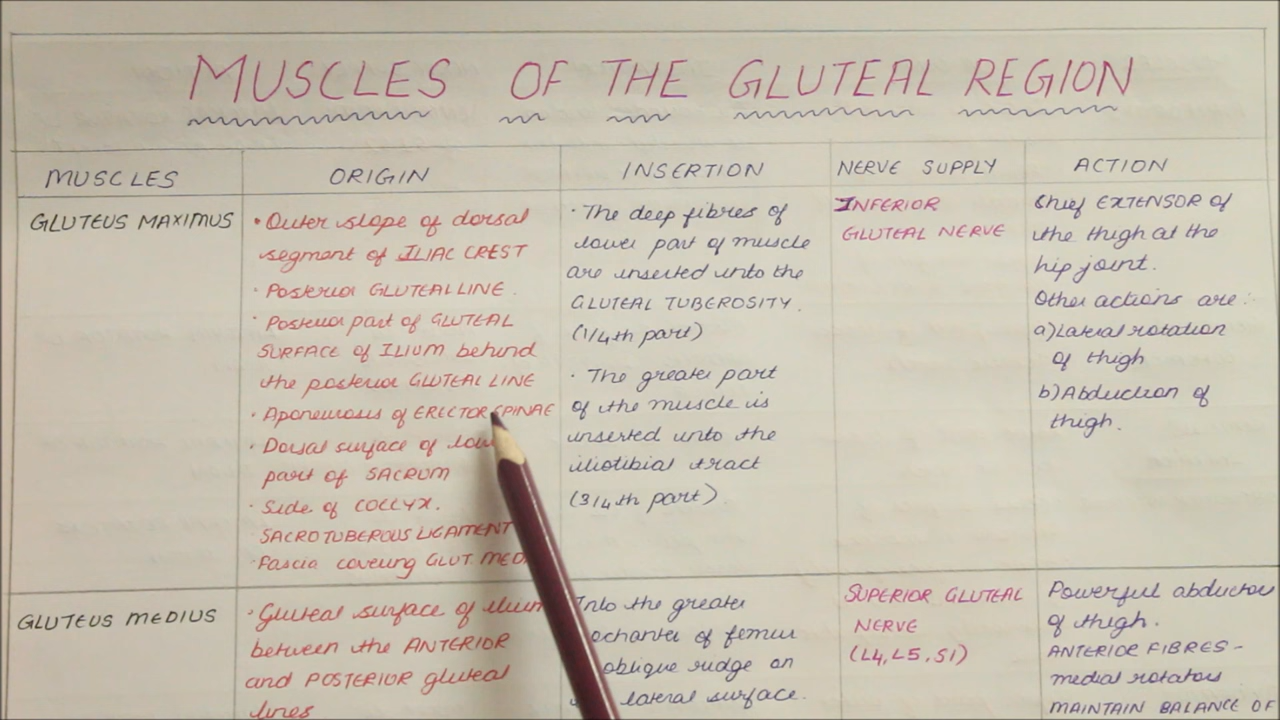 MUSCLES OF THE GLUTEAL REGION
MUSCLES
ORIGIN
INSERTION
NERVE SUPPLY
ACTION
GLUTEUS MAXIMUS
• Outer slope of dorsal
segment of ILIAC CREST
• Posterior GLUTEAL LINE
• Posterior part of GLUTEAL
SURFACE of ILIUM behind
the posterior GLUTEAL LINE
• Aponeurosis of ERECTOR SPINAE
• Dorsal surface of
part of SACRUM
• Side of COCCYX.
• SACROTUBEROUS LIGAMENT
• Fascia covering GLUT.
• The deep fibres of
lower part of muscle
are inserted into the
GLUTEAL TUBEROSITY.
(1/4th part)
• The greater part
of the muscle is
inserted into the
iliotibial tract
(3/4th part)
INFERIOR
GLUTEAL NERVE
Chief EXTENSOR of
the thigh at the
hip joint.
Other actions are:
a) Lateral rotation
of thigh
b) Abduction of
thigh.
GLUTEUS MEDIUS
• Gluteal surface of ilium
between the ANTERIOR
and POSTERIOR gluteal
lines
Into the greater
of femur
oblique ridge on
lateral surface.
SUPERIOR GLUTEAL
NERVE
(L4, L5, S1)
Powerful abductor
of thigh.
ANTERIOR FIBRES -
medial rotators
MAINTAIN BALANCE OF